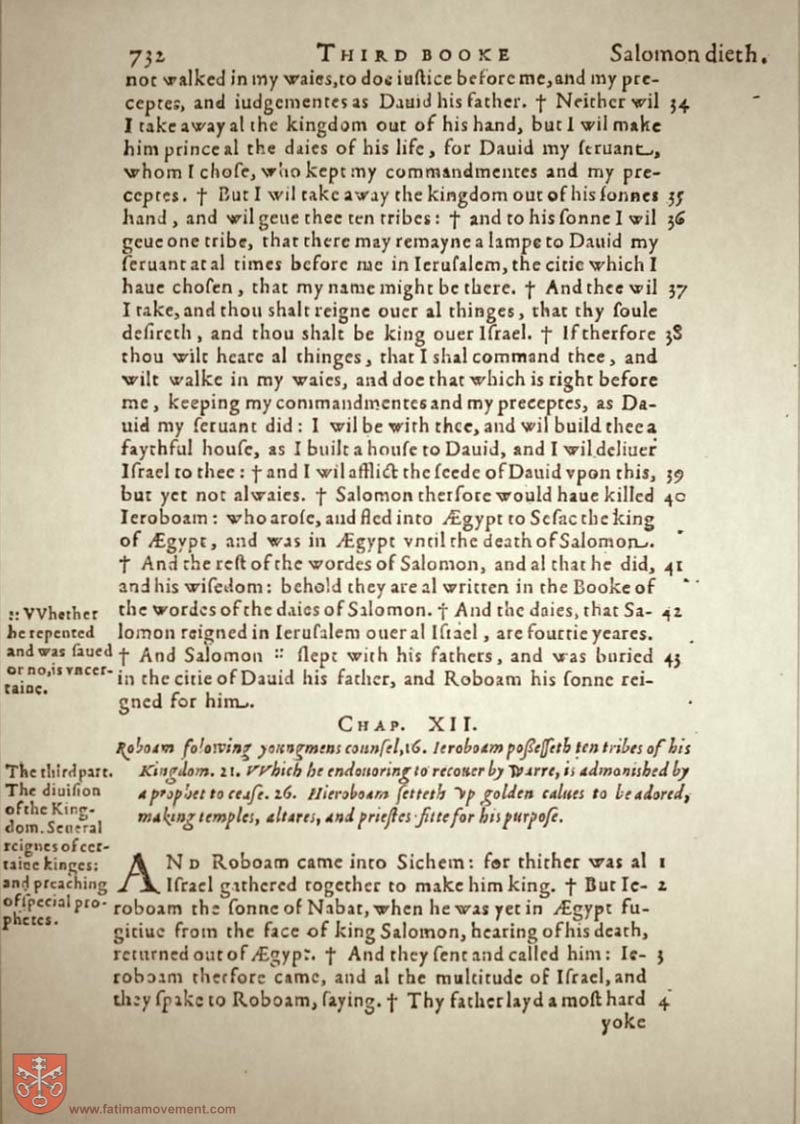 732 THIRD BOOKE Salomon dieth.
not walked in my waies, to doe iuſtice before me, and my pre-
ceptes, and iudgementes as Dauid his father. † Neither wil 34
I take away al the kingdom out of his hand, but I wil make
him prince al the daies of his life, for Dauid my ſeruant,
whom I choſe, who kept my commandmentes and my pre-
ceptes. † But I wil take away the kingdom out of his ſonnes 35
hand, and wil geue thee ten tribes: † and to his ſonne I wil 36
geue one tribe, that there may remayne a lampe to Dauid my
ſeruant at al times before me in Ieruſalem, the citie which I
haue choſen, that my name might be there. † And thee wil 37
I take, and thou shalt reigne ouer al thinges, that thy ſoule
deſireth, and thou shalt be king ouer Iſrael. † If therfore 38
thou wilt heare al thinges, that I shal command thee, and
wilt walke in my waies, and doe that which is right before
me, keeping my commandmentes and my preceptes, as Da-
uid my ſeruant did: I wil be with thee, and wil build thee a
faythful houſe, as I built a houſe to Dauid, and I wil deliuer
Iſrael to thee: † and I wil afflict the ſeede of Dauid vpon this, 39
but yet not alwaies. † Salomon therfore would haue killed 40
Ieroboam: who aroſe, and fled into Ægypt to Seſac the king
of Ægypt, and was in Ægypt vntil the death of Salomon.
† And the reſt of the wordes of Salomon, and al that he did, 41
and his wiſedom: behold they are al written in the Booke of
the wordes of the daies of Salomon. † And the daies, that Sa- 42
lomon reigned in Ieruſalem ouer al Iſrael, are fourtie yeares.
† And Salomon :: ſlept with his fathers, and was buried 43
in the citie of Dauid his father, and Roboam his ſonne rei-
gned for him.
:: VVhether
he repented
and was ſaued
or no, is vncer-
taine.
CHAP. XII.
Roboam folowing youngmens counſel, 16. Ieroboam poſſeſſeth ten tribes of his
Kingdom. 21. VVhich he endeuoring to recouer by warre, is admonished by
a prophet to ceaſe. 26. Hieroboam ſetteth vp golden calues to be adored,
making temples, altares, and prieſtes fitte for his purpoſe.
The third part.
The diuiſion
of the King-
dom. Seueral
reignes of cer-
taine kinges:
and preaching
of ſpecial pro-
phetes.
AND Roboam came into Sichem: for thither was al 1
Iſrael gathered together to make him king. † But Ie- 2
roboam the ſonne of Nabat, when he was yet in Ægypt fu-
gitiue from the face of king Salomon, hearing of his death,
returned out of Ægypt. † And they ſent and called him: Ie- 3
roboam therfore came, and al the multitude of Iſrael, and
they ſpake to Roboam, ſaying. † Thy father layd a moſt hard 4
yoke
www.fatimamovement.com